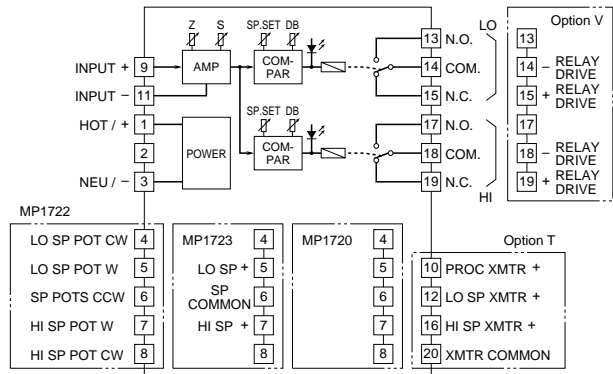 Z S SP.SET DB LO Option V
13 N.O. 13
INPUT + 9 AMP COM-PAR 14 COM. 14 − RELAY DRIVE
INPUT − 11 15 N.C. 15 + RELAY DRIVE
HOT / + 1 SP.SET DB 17 N.O. 17
2 POWER COM-PAR 18 COM. 18 − RELAY DRIVE
NEU / − 3 19 N.C. 19 + RELAY DRIVE
HI
MP1722
LO SP POT CW 4
LO SP POT W 5
SP POTS CCW 6
HI SP POT W 7
HI SP POT CW 8
MP1723 4
LO SP + 5
SP COMMON 6
HI SP + 7
8
MP1720 4
5
6
7
8
Option T
10 PROC XMTR +
12 LO SP XMTR +
16 HI SP XMTR +
20 XMTR COMMON